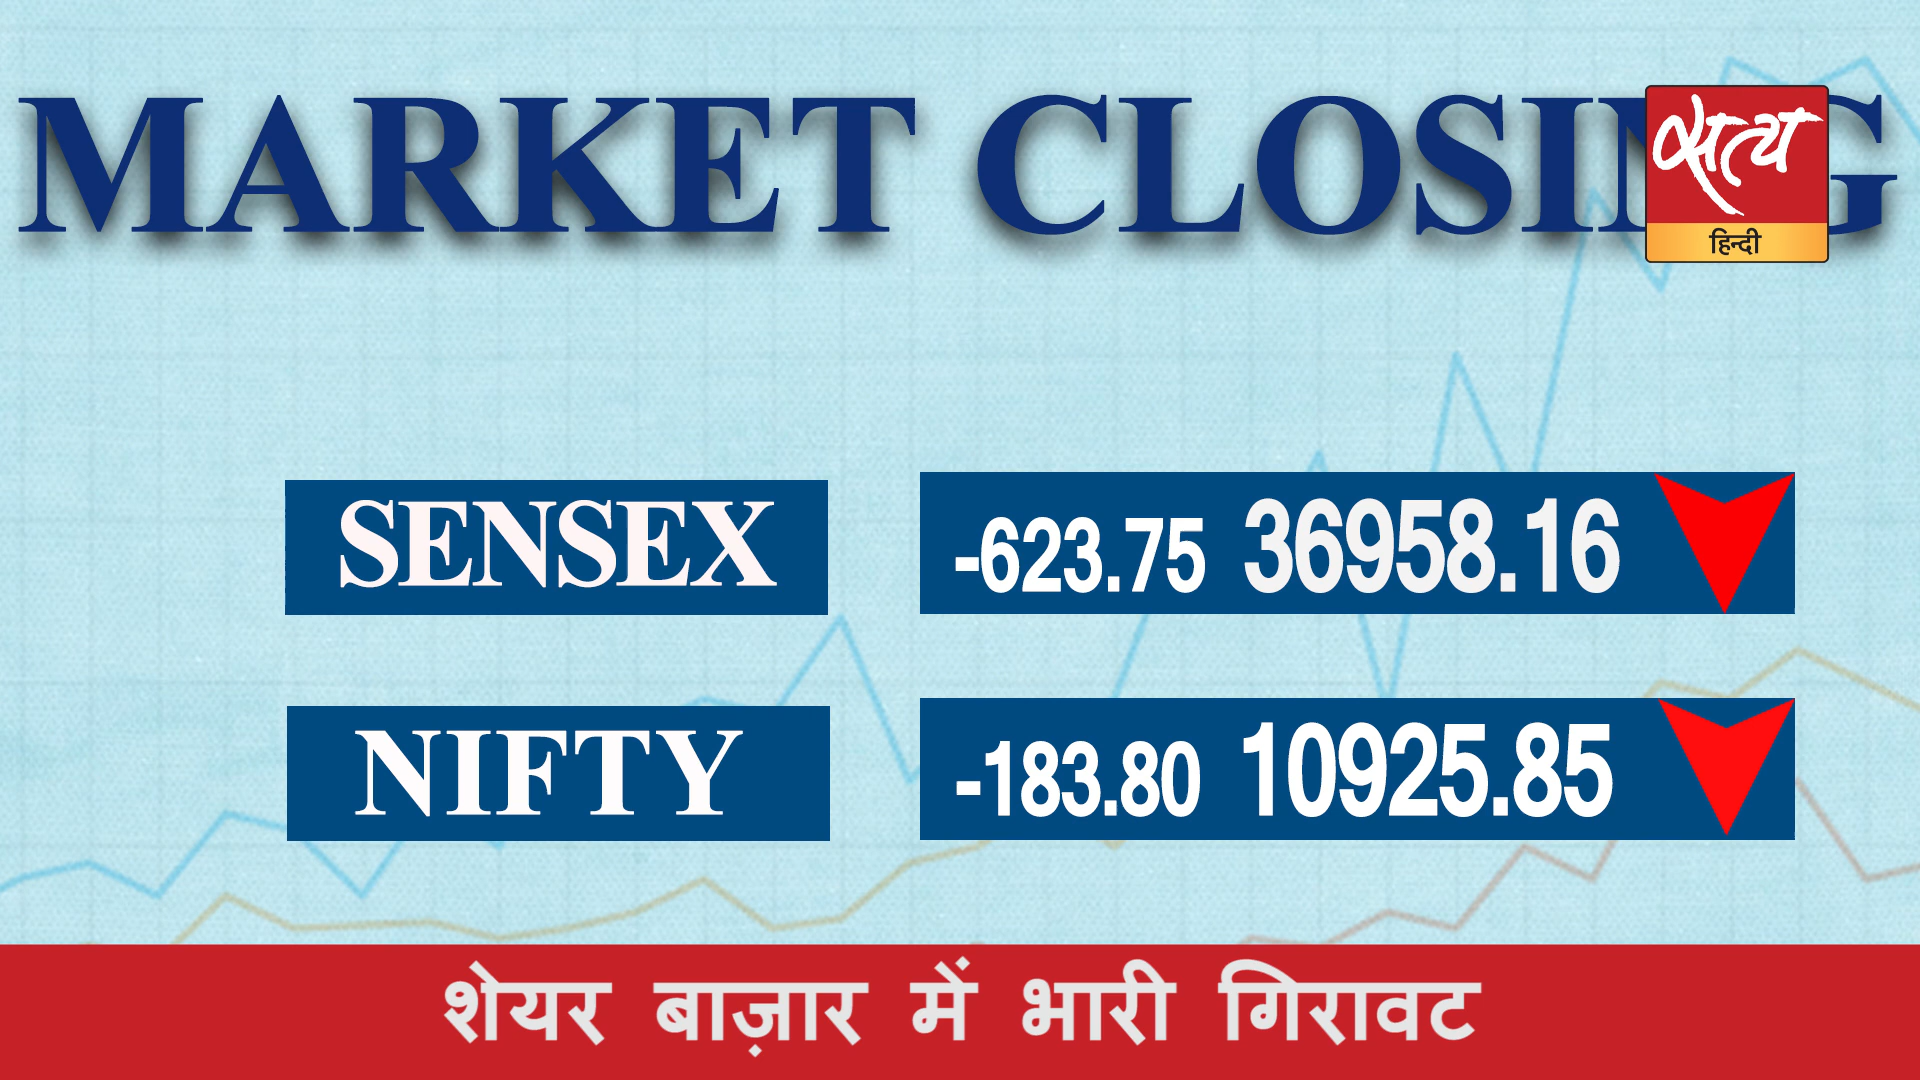 MARKET CLOSING
सत्य
हिन्दी
SENSEX -623.75 36958.16
NIFTY -183.80 10925.85
शेयर बाज़ार में भारी गिरावट